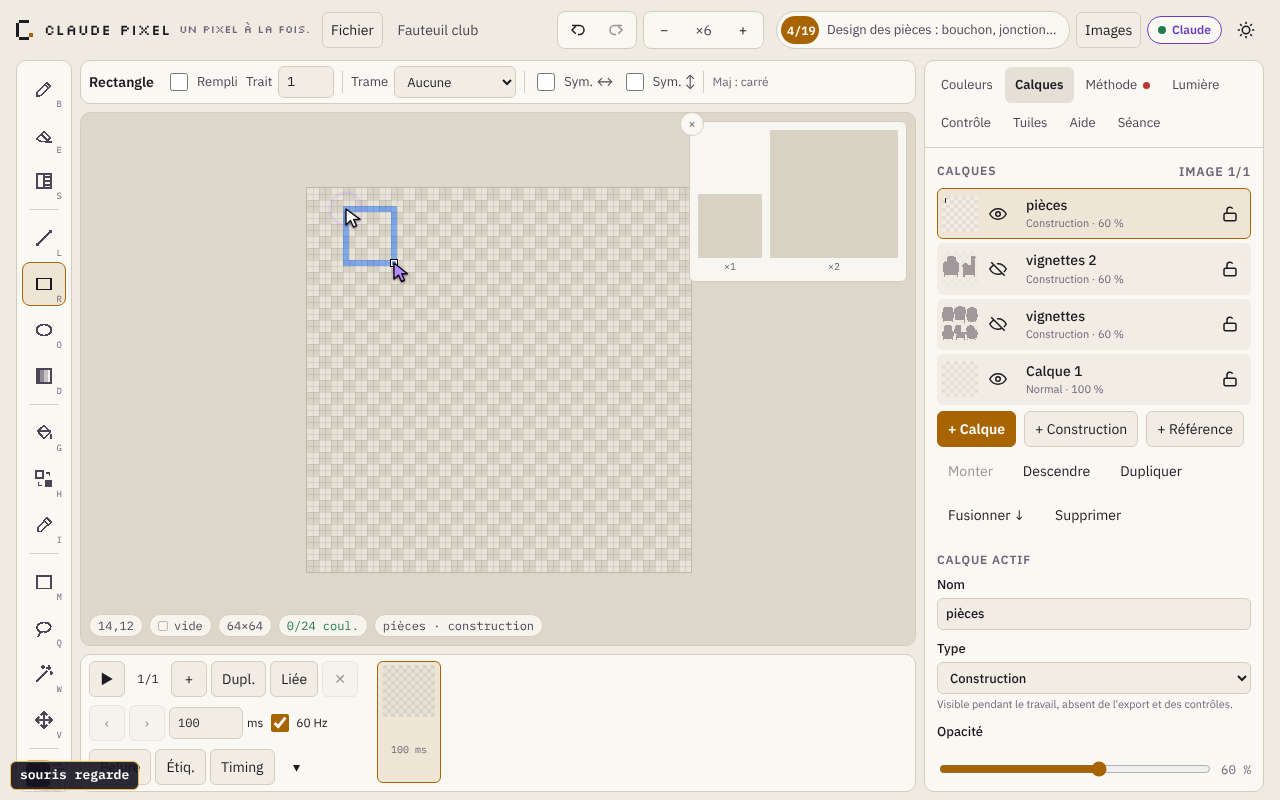 CLAUDE PIXEL
UN PIXEL À LA FOIS.
Fichier
Fauteuil club
−
×6
+
4/19
Design des pièces : bouchon, jonction…
Images
Claude
Rectangle
Rempli
Trait
1
Trame
Aucune
Sym. ↔
Sym. ↕
Maj : carré
B
E
S
L
R
O
D
G
H
I
M
Q
W
V
×
×1
×2
14,12
vide
64×64
0/24 coul.
pièces · construction
1/1
+
Dupl.
Liée
×
‹
›
100
ms
60 Hz
Étiq.
Timing
▼
100 ms
souris regarde
Couleurs
Calques
Méthode
Lumière
Contrôle
Tuiles
Aide
Séance
CALQUES
IMAGE 1/1
pièces
Construction · 60 %
vignettes 2
Construction · 60 %
vignettes
Construction · 60 %
Calque 1
Normal · 100 %
+ Calque
+ Construction
+ Référence
Monter
Descendre
Dupliquer
Fusionner ↓
Supprimer
CALQUE ACTIF
Nom
pièces
Type
Construction
Visible pendant le travail, absent de l'export et des contrôles.
Opacité
60 %